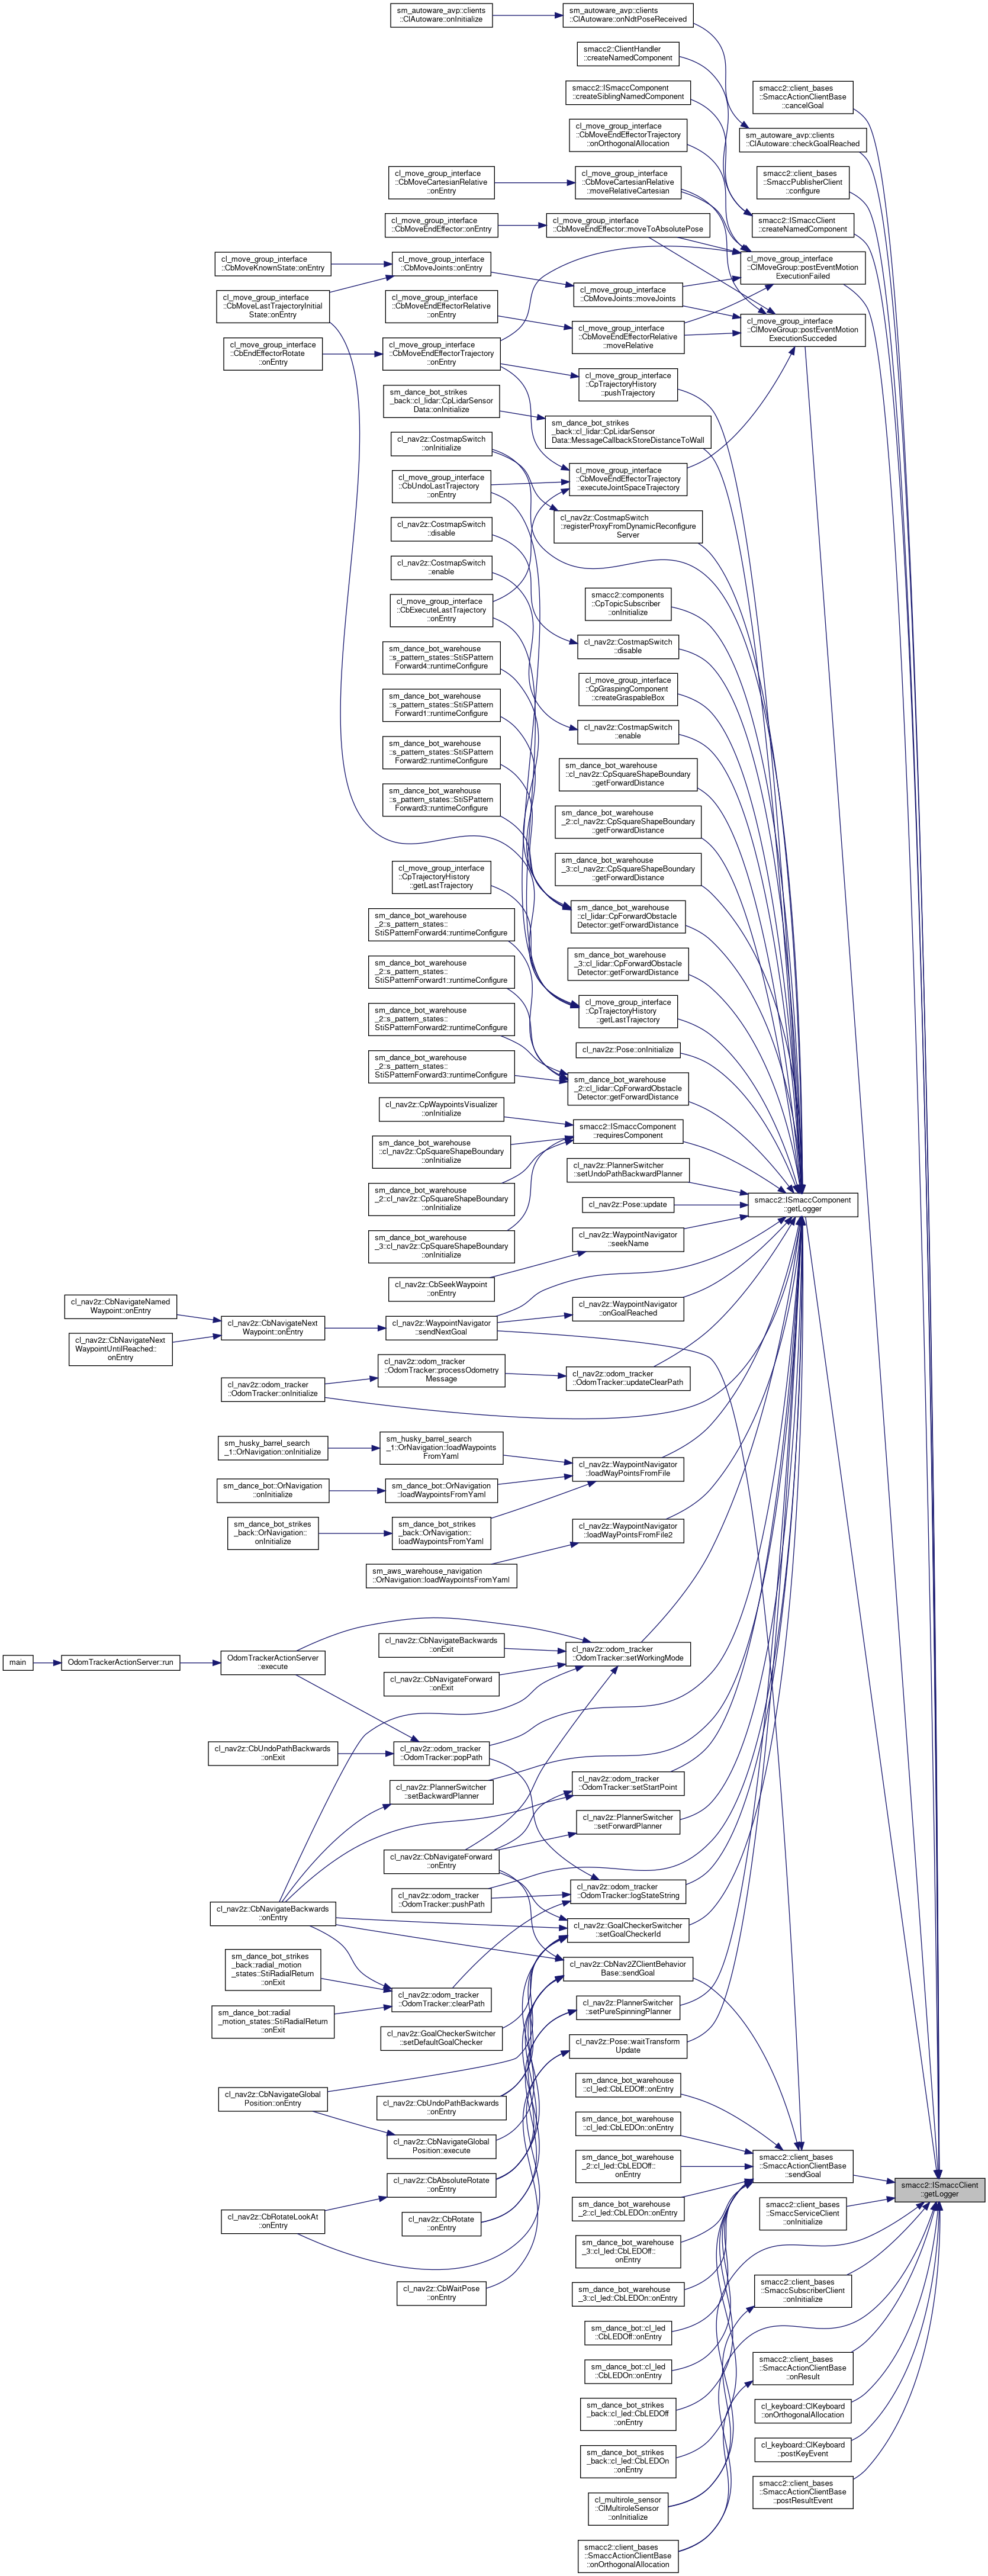 sm_autoware_avp::clients
::ClAutoware::onInitialize
sm_autoware_avp::clients
::ClAutoware::onNdtPoseReceived
smacc2::ClientHandler
::createNamedComponent
smacc2::ISmaccComponent
::createSiblingNamedComponent
smacc2::client_bases
::SmaccActionClientBase
::cancelGoal
cl_move_group_interface
::CbMoveEndEffectorTrajectory
::onOrthogonalAllocation
sm_autoware_avp::clients
::ClAutoware::checkGoalReached
cl_move_group_interface
::CbMoveCartesianRelative
::onEntry
cl_move_group_interface
::CbMoveCartesianRelative
::moveRelativeCartesian
smacc2::client_bases
::SmaccPublisherClient
::configure
cl_move_group_interface
::CbMoveEndEffector::onEntry
cl_move_group_interface
::CbMoveEndEffector::moveToAbsolutePose
smacc2::ISmaccClient
::createNamedComponent
cl_move_group_interface
::CbMoveKnownState::onEntry
cl_move_group_interface
::CbMoveJoints::onEntry
cl_move_group_interface
::ClMoveGroup::postEventMotion
ExecutionFailed
cl_move_group_interface
::CbMoveLastTrajectoryInitial
State::onEntry
cl_move_group_interface
::CbMoveEndEffectorRelative
::onEntry
cl_move_group_interface
::CbMoveJoints::moveJoints
cl_move_group_interface
::CbMoveEndEffectorRelative
::moveRelative
cl_move_group_interface
::ClMoveGroup::postEventMotion
ExecutionSucceded
cl_move_group_interface
::CbEndEffectorRotate
::onEntry
cl_move_group_interface
::CbMoveEndEffectorTrajectory
::onEntry
cl_move_group_interface
::CpTrajectoryHistory
::pushTrajectory
sm_dance_bot_strikes
_back::cl_lidar::CpLidarSensor
Data::onInitialize
sm_dance_bot_strikes
_back::cl_lidar::CpLidarSensor
Data::MessageCallbackStoreDistanceToWall
cl_nav2z::CostmapSwitch
::onInitialize
cl_move_group_interface
::CbUndoLastTrajectory
::onEntry
cl_move_group_interface
::CbMoveEndEffectorTrajectory
::executeJointSpaceTrajectory
cl_nav2z::CostmapSwitch
::disable
cl_nav2z::CostmapSwitch
::registerProxyFromDynamicReconfigure
Server
cl_nav2z::CostmapSwitch
::enable
cl_move_group_interface
::CbExecuteLastTrajectory
::onEntry
smacc2::components
::CpTopicSubscriber
::onInitialize
sm_dance_bot_warehouse
::s_pattern_states::StiSPattern
Forward4::runtimeConfigure
cl_nav2z::CostmapSwitch
::disable
sm_dance_bot_warehouse
::s_pattern_states::StiSPattern
Forward1::runtimeConfigure
cl_move_group_interface
::CpGraspingComponent
::createGraspableBox
sm_dance_bot_warehouse
::s_pattern_states::StiSPattern
Forward2::runtimeConfigure
cl_nav2z::CostmapSwitch
::enable
sm_dance_bot_warehouse
::s_pattern_states::StiSPattern
Forward3::runtimeConfigure
sm_dance_bot_warehouse
::cl_nav2z::CpSquareShapeBoundary
::getForwardDistance
sm_dance_bot_warehouse
_2::cl_nav2z::CpSquareShapeBoundary
::getForwardDistance
cl_move_group_interface
::CpTrajectoryHistory
::getLastTrajectory
sm_dance_bot_warehouse
_3::cl_nav2z::CpSquareShapeBoundary
::getForwardDistance
sm_dance_bot_warehouse
_2::s_pattern_states::
StiSPatternForward4::runtimeConfigure
sm_dance_bot_warehouse
::cl_lidar::CpForwardObstacle
Detector::getForwardDistance
sm_dance_bot_warehouse
_2::s_pattern_states::
StiSPatternForward1::runtimeConfigure
sm_dance_bot_warehouse
_3::cl_lidar::CpForwardObstacle
Detector::getForwardDistance
sm_dance_bot_warehouse
_2::s_pattern_states::
StiSPatternForward2::runtimeConfigure
cl_move_group_interface
::CpTrajectoryHistory
::getLastTrajectory
sm_dance_bot_warehouse
_2::s_pattern_states::
StiSPatternForward3::runtimeConfigure
cl_nav2z::Pose::onInitialize
sm_dance_bot_warehouse
_2::cl_lidar::CpForwardObstacle
Detector::getForwardDistance
cl_nav2z::CpWaypointsVisualizer
::onInitialize
smacc2::ISmaccComponent
::requiresComponent
sm_dance_bot_warehouse
::cl_nav2z::CpSquareShapeBoundary
::onInitialize
cl_nav2z::PlannerSwitcher
::setUndoPathBackwardPlanner
sm_dance_bot_warehouse
_2::cl_nav2z::CpSquareShapeBoundary
::onInitialize
cl_nav2z::Pose::update
smacc2::ISmaccComponent
::getLogger
sm_dance_bot_warehouse
_3::cl_nav2z::CpSquareShapeBoundary
::onInitialize
cl_nav2z::WaypointNavigator
::seekName
cl_nav2z::CbSeekWaypoint
::onEntry
cl_nav2z::CbNavigateNamed
Waypoint::onEntry
cl_nav2z::WaypointNavigator
::onGoalReached
cl_nav2z::CbNavigateNext
Waypoint::onEntry
cl_nav2z::WaypointNavigator
::sendNextGoal
cl_nav2z::CbNavigateNext
WaypointUntilReached::
onEntry
cl_nav2z::odom_tracker
::OdomTracker::processOdometry
Message
cl_nav2z::odom_tracker
::OdomTracker::updateClearPath
cl_nav2z::odom_tracker
::OdomTracker::onInitialize
sm_husky_barrel_search
_1::OrNavigation::onInitialize
sm_husky_barrel_search
_1::OrNavigation::loadWaypoints
FromYaml
cl_nav2z::WaypointNavigator
::loadWayPointsFromFile
sm_dance_bot::OrNavigation
::onInitialize
sm_dance_bot::OrNavigation
::loadWaypointsFromYaml
sm_dance_bot_strikes
_back::OrNavigation::
onInitialize
sm_dance_bot_strikes
_back::OrNavigation::
loadWaypointsFromYaml
cl_nav2z::WaypointNavigator
::loadWayPointsFromFile2
sm_aws_warehouse_navigation
::OrNavigation::loadWaypointsFromYaml
main
OdomTrackerActionServer::run
OdomTrackerActionServer
::execute
cl_nav2z::CbNavigateBackwards
::onExit
cl_nav2z::odom_tracker
::OdomTracker::setWorkingMode
cl_nav2z::CbNavigateForward
::onExit
cl_nav2z::CbUndoPathBackwards
::onExit
cl_nav2z::odom_tracker
::OdomTracker::popPath
cl_nav2z::PlannerSwitcher
::setBackwardPlanner
cl_nav2z::odom_tracker
::OdomTracker::setStartPoint
cl_nav2z::PlannerSwitcher
::setForwardPlanner
cl_nav2z::CbNavigateForward
::onEntry
cl_nav2z::CbNavigateBackwards
::onEntry
cl_nav2z::odom_tracker
::OdomTracker::pushPath
cl_nav2z::odom_tracker
::OdomTracker::logStateString
cl_nav2z::GoalCheckerSwitcher
::setGoalCheckerId
sm_dance_bot_strikes
_back::radial_motion
_states::StiRadialReturn
::onExit
cl_nav2z::CbNav2ZClientBehavior
Base::sendGoal
sm_dance_bot::radial
_motion_states::StiRadialReturn
::onExit
cl_nav2z::odom_tracker
::OdomTracker::clearPath
cl_nav2z::PlannerSwitcher
::setPureSpinningPlanner
cl_nav2z::GoalCheckerSwitcher
::setDefaultGoalChecker
cl_nav2z::Pose::waitTransform
Update
cl_nav2z::CbNavigateGlobal
Position::onEntry
cl_nav2z::CbUndoPathBackwards
::onEntry
sm_dance_bot_warehouse
::cl_led::CbLEDOff::onEntry
cl_nav2z::CbNavigateGlobal
Position::execute
sm_dance_bot_warehouse
::cl_led::CbLEDOn::onEntry
cl_nav2z::CbAbsoluteRotate
::onEntry
sm_dance_bot_warehouse
_2::cl_led::CbLEDOff::
onEntry
smacc2::client_bases
::SmaccActionClientBase
::sendGoal
smacc2::ISmaccClient
::getLogger
cl_nav2z::CbRotateLookAt
::onEntry
cl_nav2z::CbRotate
::onEntry
sm_dance_bot_warehouse
_2::cl_led::CbLEDOn::onEntry
smacc2::client_bases
::SmaccServiceClient
::onInitialize
sm_dance_bot_warehouse
_3::cl_led::CbLEDOff::
onEntry
cl_nav2z::CbWaitPose
::onEntry
sm_dance_bot_warehouse
_3::cl_led::CbLEDOn::onEntry
smacc2::client_bases
::SmaccSubscriberClient
::onInitialize
sm_dance_bot::cl_led
::CbLEDOff::onEntry
sm_dance_bot::cl_led
::CbLEDOn::onEntry
smacc2::client_bases
::SmaccActionClientBase
::onResult
sm_dance_bot_strikes
_back::cl_led::CbLEDOff
::onEntry
cl_keyboard::ClKeyboard
::onOrthogonalAllocation
sm_dance_bot_strikes
_back::cl_led::CbLEDOn
::onEntry
cl_keyboard::ClKeyboard
::postKeyEvent
cl_multirole_sensor
::ClMultiroleSensor
::onInitialize
smacc2::client_bases
::SmaccActionClientBase
::postResultEvent
smacc2::client_bases
::SmaccActionClientBase
::onOrthogonalAllocation